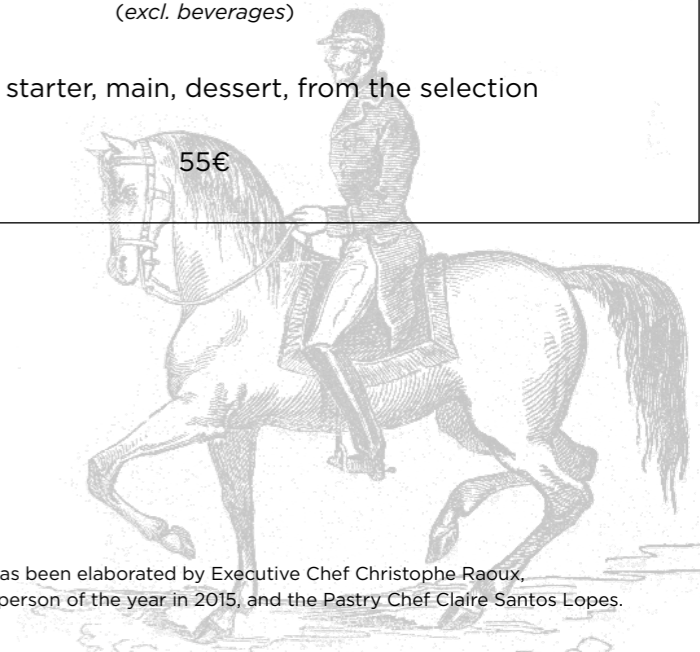 (excl. beverages)
starter, main, dessert, from the selection
55€
as been elaborated by Executive Chef Christophe Raoux,
person of the year in 2015, and the Pastry Chef Claire Santos Lopes.